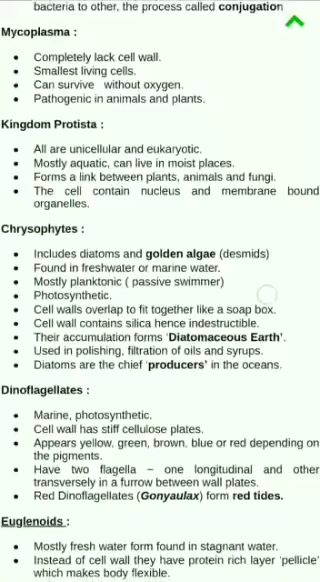 bacteria to other, the process called conjugation
Mycoplasma :
• Completely lack cell wall.
• Smallest living cells.
• Can survive without oxygen.
• Pathogenic in animals and plants.
Kingdom Protista :
• All are unicellular and eukaryotic.
• Mostly aquatic, can live in moist places.
• Forms a link between plants, animals and fungi.
• The cell contain nucleus and membrane bound
organelles.
Chrysophytes :
• Includes diatoms and golden algae (desmids)
• Found in freshwater or marine water.
• Mostly planktonic ( passive swimmer)
• Photosynthetic.
• Cell walls overlap to fit together like a soap box.
• Cell wall contains silica hence indestructible.
• Their accumulation forms 'Diatomaceous Earth'.
• Used in polishing, filtration of oils and syrups.
• Diatoms are the chief 'producers' in the oceans.
Dinoflagellates :
• Marine, photosynthetic.
• Cell wall has stiff cellulose plates.
• Appears yellow, green, brown, blue or red depending on
the pigments.
• Have two flagella – one longitudinal and other
transversely in a furrow between wall plates.
• Red Dinoflagellates (Gonyaulax) form red tides.
Euglenoids :
• Mostly fresh water form found in stagnant water.
• Instead of cell wall they have protein rich layer 'pellicle'
which makes body flexible.